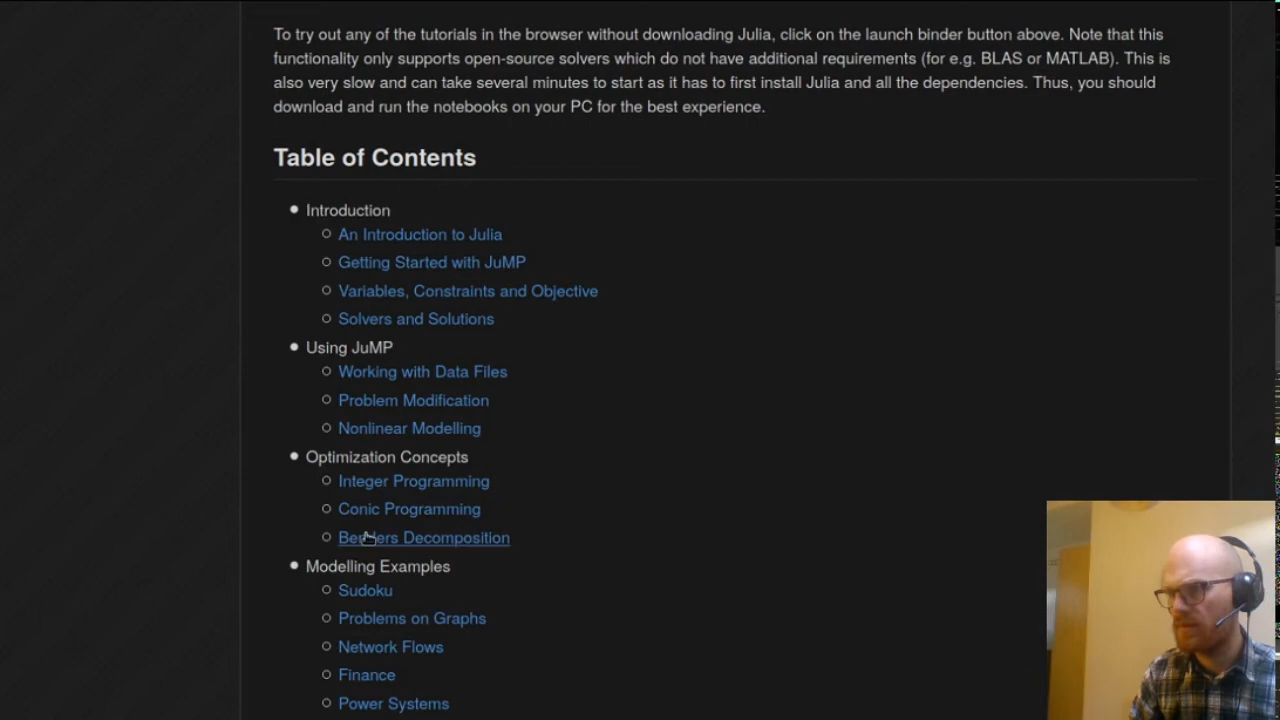 To try out any of the tutorials in the browser without downloading Julia, click on the launch binder button above. Note that this
functionality only supports open-source solvers which do not have additional requirements (for e.g. BLAS or MATLAB). This is
also very slow and can take several minutes to start as it has to first install Julia and all the dependencies. Thus, you should
download and run the notebooks on your PC for the best experience.
Table of Contents
Introduction
An Introduction to Julia
Getting Started with JuMP
Variables, Constraints and Objective
Solvers and Solutions
Using JuMP
Working with Data Files
Problem Modification
Nonlinear Modelling
Optimization Concepts
Integer Programming
Conic Programming
Benders Decomposition
Modelling Examples
Sudoku
Problems on Graphs
Network Flows
Finance
Power Systems